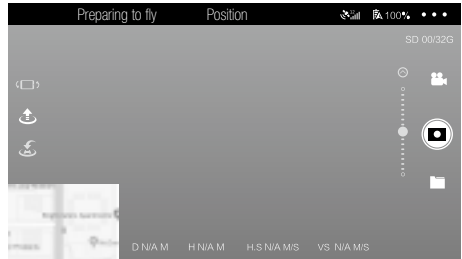 Preparing to fly Position 100%
SD 00/32G
D N/A M H N/A M H.S N/A M/S VS N/A M/S